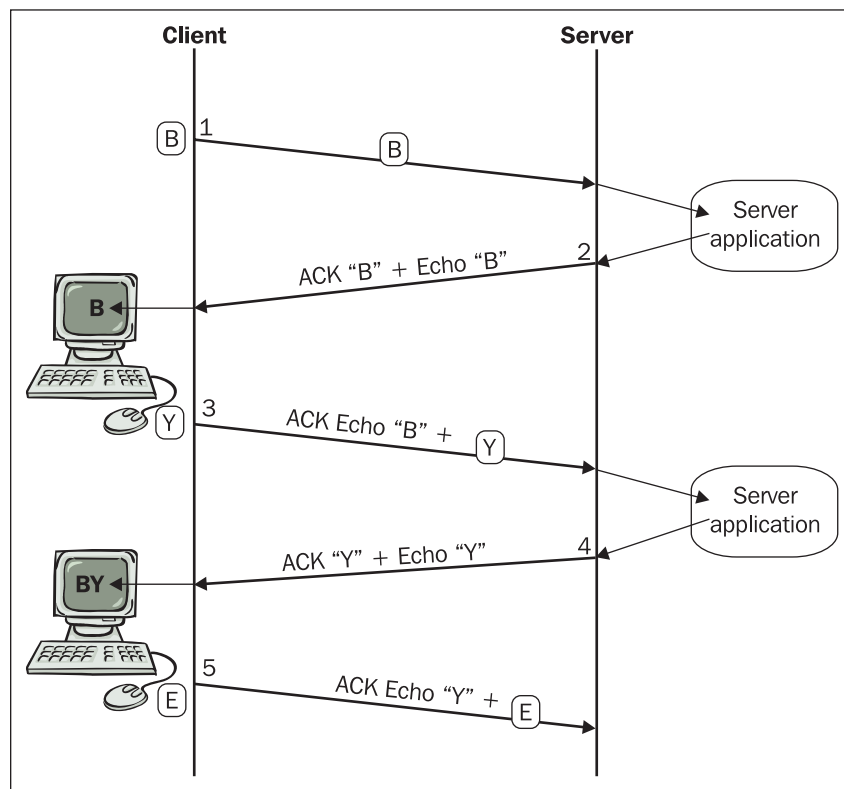 Client
Server
1
B
B
Server
application
2
ACK “B” + Echo “B”
B
3
Y
ACK Echo “B” +
Y
Server
application
4
ACK “Y” + Echo “Y”
BY
5
E
ACK Echo “Y” +
E